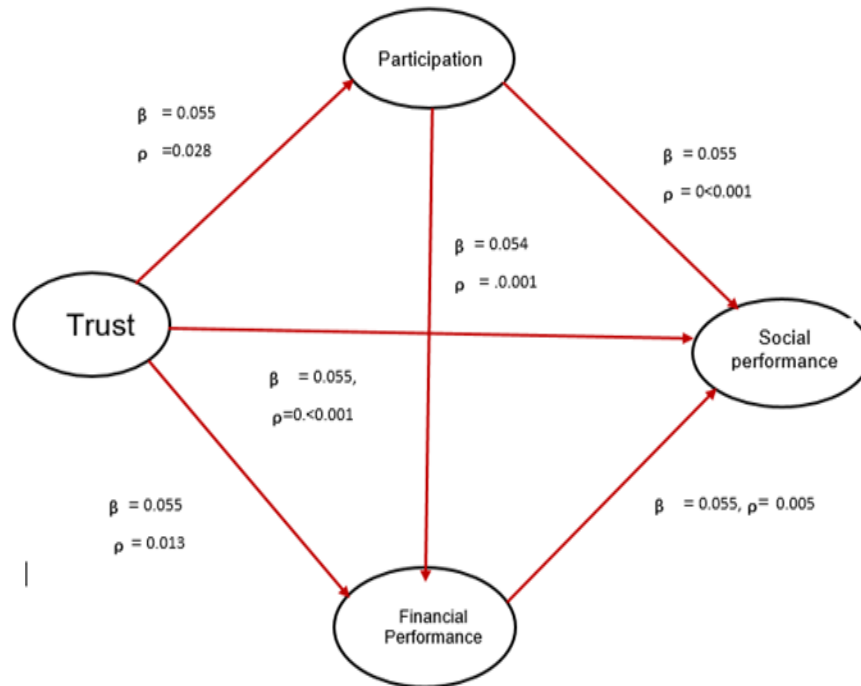 Participation
β = 0.055
ρ =0.028
β = 0.055
ρ = 0<0.001
β = 0.054
ρ = .0.001
Trust
Social
performance
β = 0.055,
ρ=0.<0.001
β = 0.055
ρ = 0.013
β = 0.055, ρ= 0.005
Financial
Performance